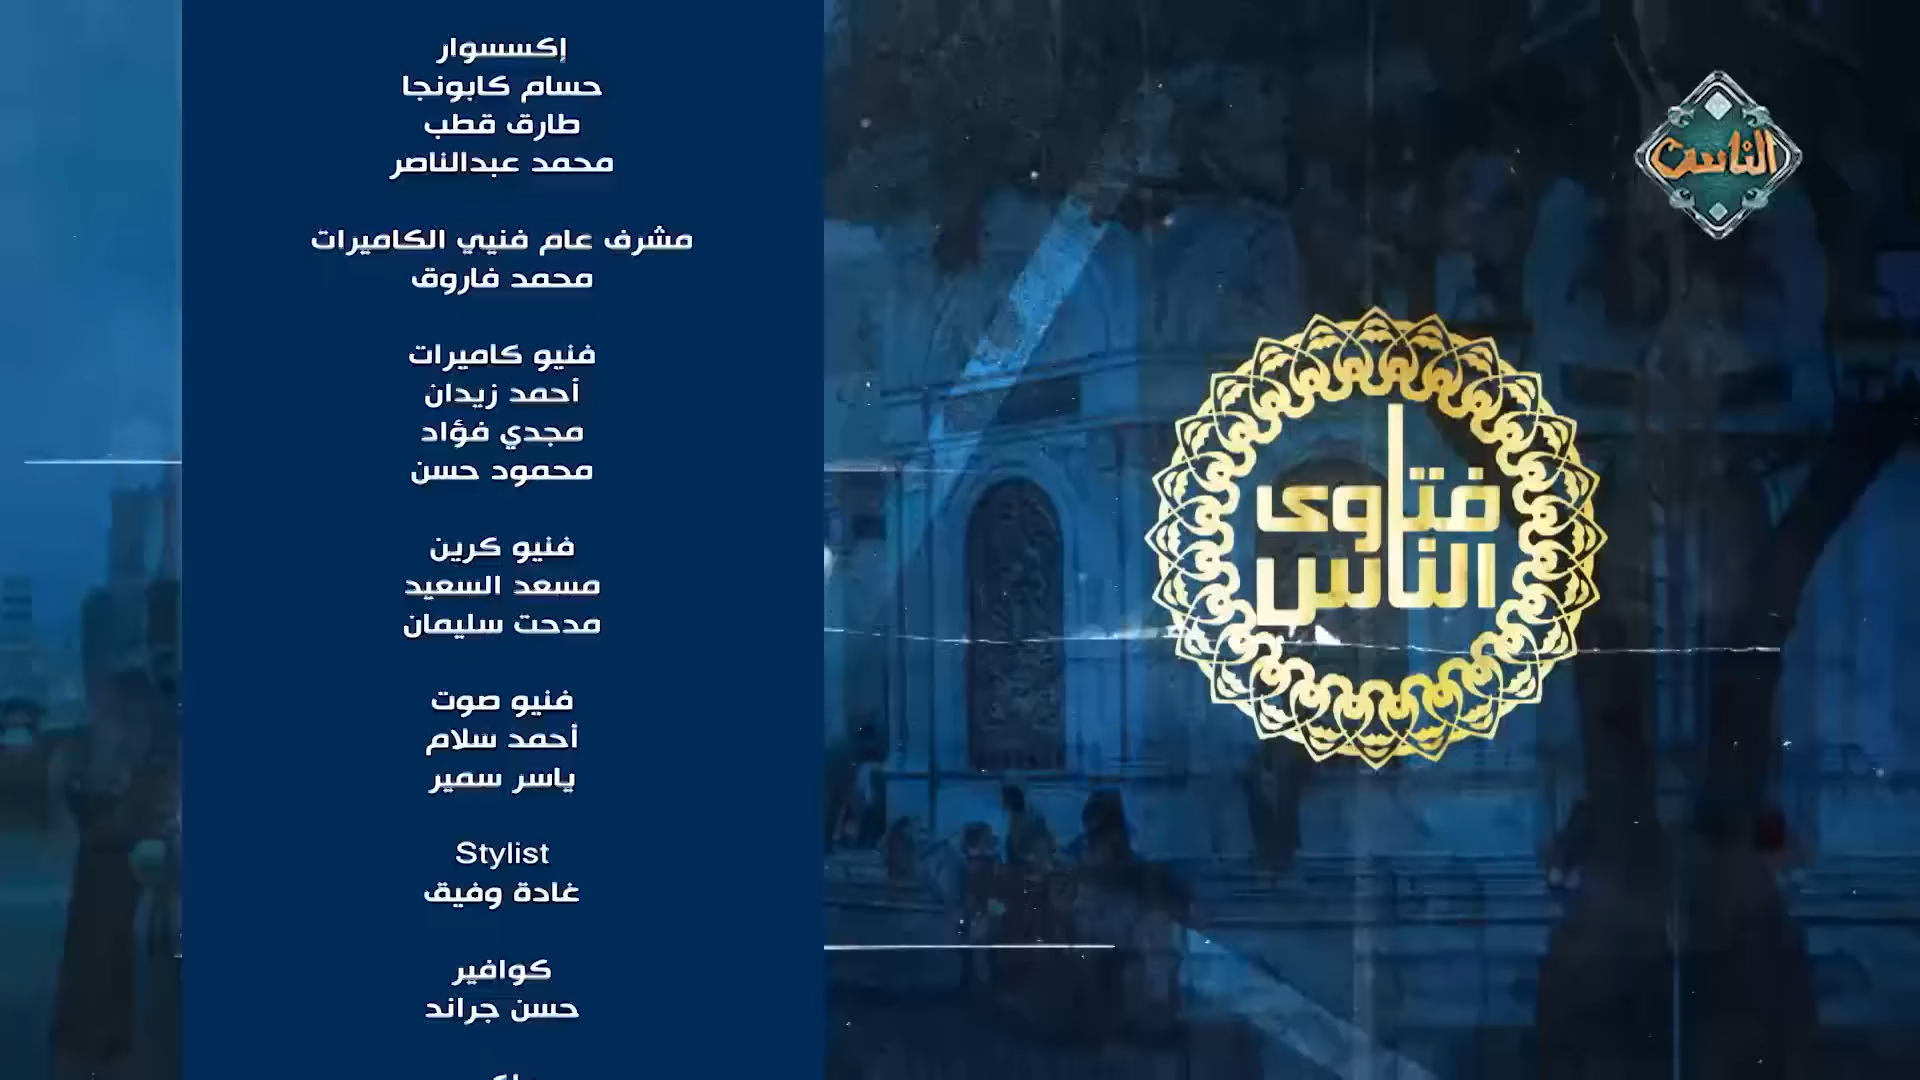 إكسسوار
حسام كابونجا
طارق قطب
محمد عبدالناصر
مشرف عام فنيي الكاميرات
محمد فاروق
فنيو كاميرات
أحمد زيدان
مجدي فؤاد
محمود حسن
فنيو كرين
مسعد السعيد
مدحت سليمان
فنيو صوت
أحمد سلام
ياسر سمير
Stylist
غادة وفيق
كوافير
حسن جراند
الناس
فتاوى
الناس